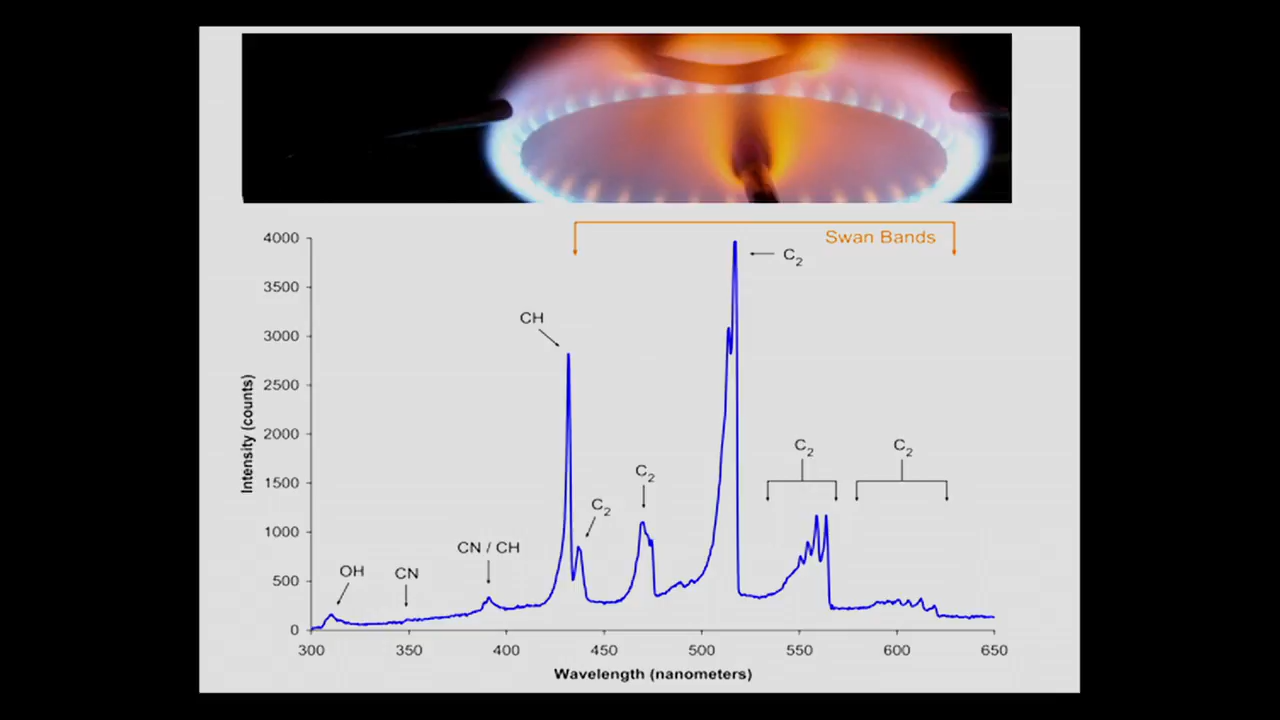 Swan Bands
4000
3500
3000
2500
2000
1500
1000
500
0
Intensity (counts)
C2
CH
C2
C2
C2
C2
CN / CH
OH
CN
300 350 400 450 500 550 600 650
Wavelength (nanometers)